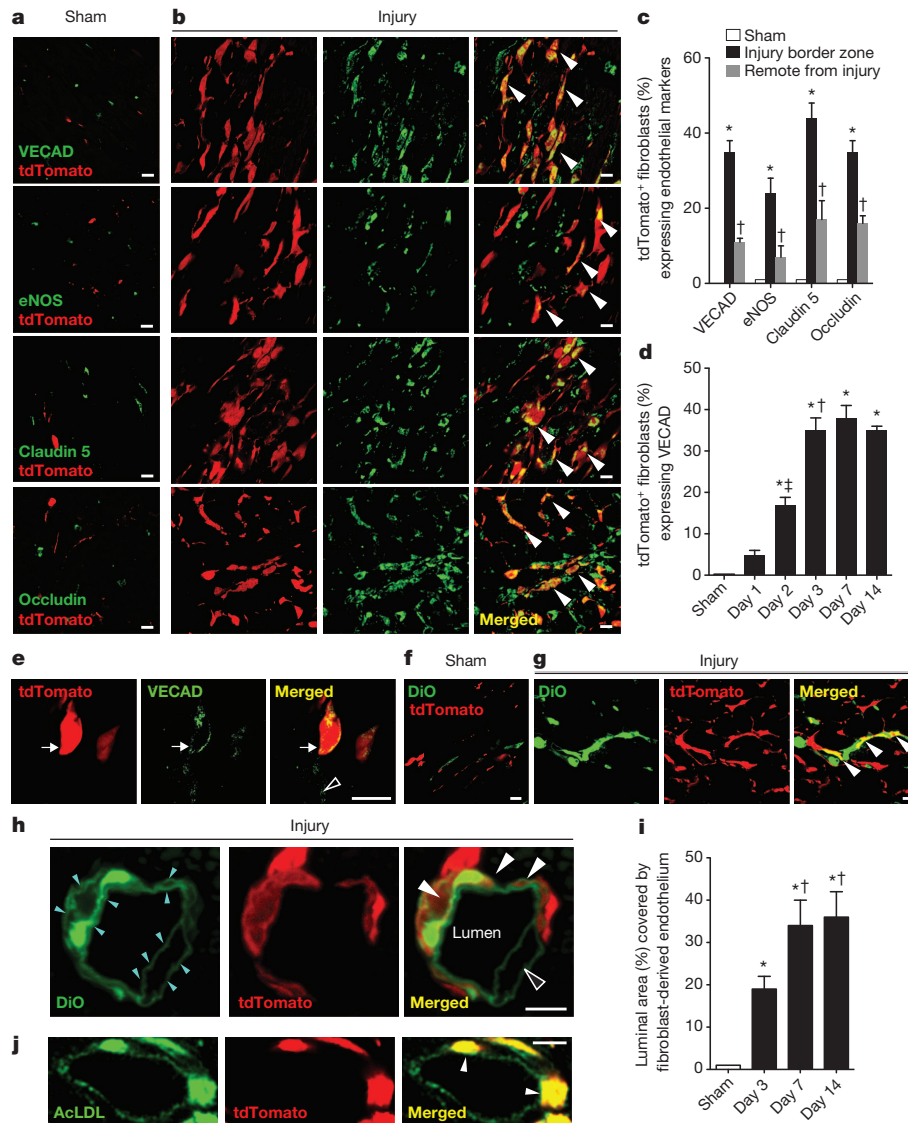 a
Sham
b
Injury
VECAD
tdTomato
eNOS
tdTomato
Claudin 5
tdTomato
Occludin
tdTomato
Merged
c
Sham
Injury border zone
Remote from injury
tdTomato+ fibroblasts (%)
expressing endothelial markers
60
40
20
0
*
†
*
†
*
†
*
†
VECAD
eNOS
Claudin 5
Occludin
d
tdTomato+ fibroblasts (%)
expressing VECAD
50
40
30
20
10
0
*‡
*†
*
*
Sham
Day 1
Day 2
Day 3
Day 7
Day 14
e
tdTomato
VECAD
Merged
f
Sham
DiO
tdTomato
g
Injury
DiO
tdTomato
Merged
h
Injury
DiO
tdTomato
Lumen
Merged
i
Luminal area (%) covered by
fibroblast-derived endothelium
50
40
30
20
10
0
*
*†
*†
Sham
Day 3
Day 7
Day 14
j
AcLDL
tdTomato
Merged